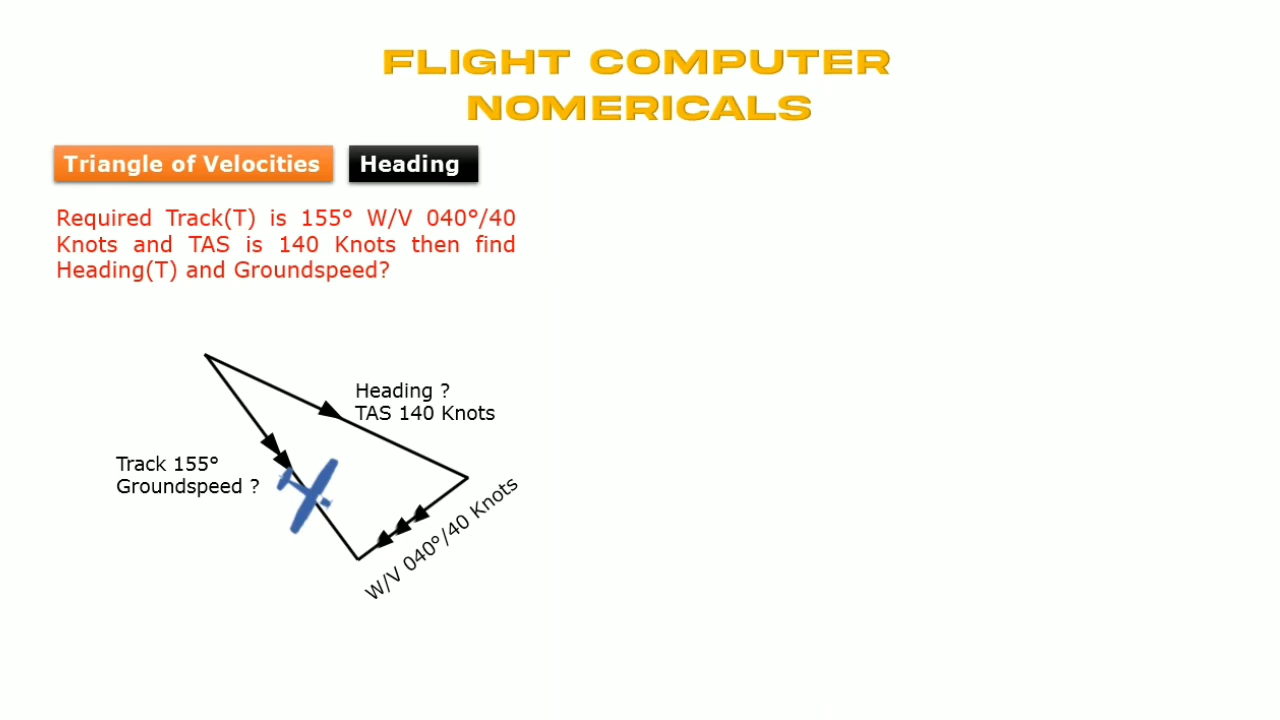 FLIGHT COMPUTER
NOMERICALS
Triangle of Velocities
Heading
Required Track(T) is 155° W/V 040°/40
Knots and TAS is 140 Knots then find
Heading(T) and Groundspeed?
Heading ?
TAS 140 Knots
Track 155°
Groundspeed ?
W/V 040°/40 Knots